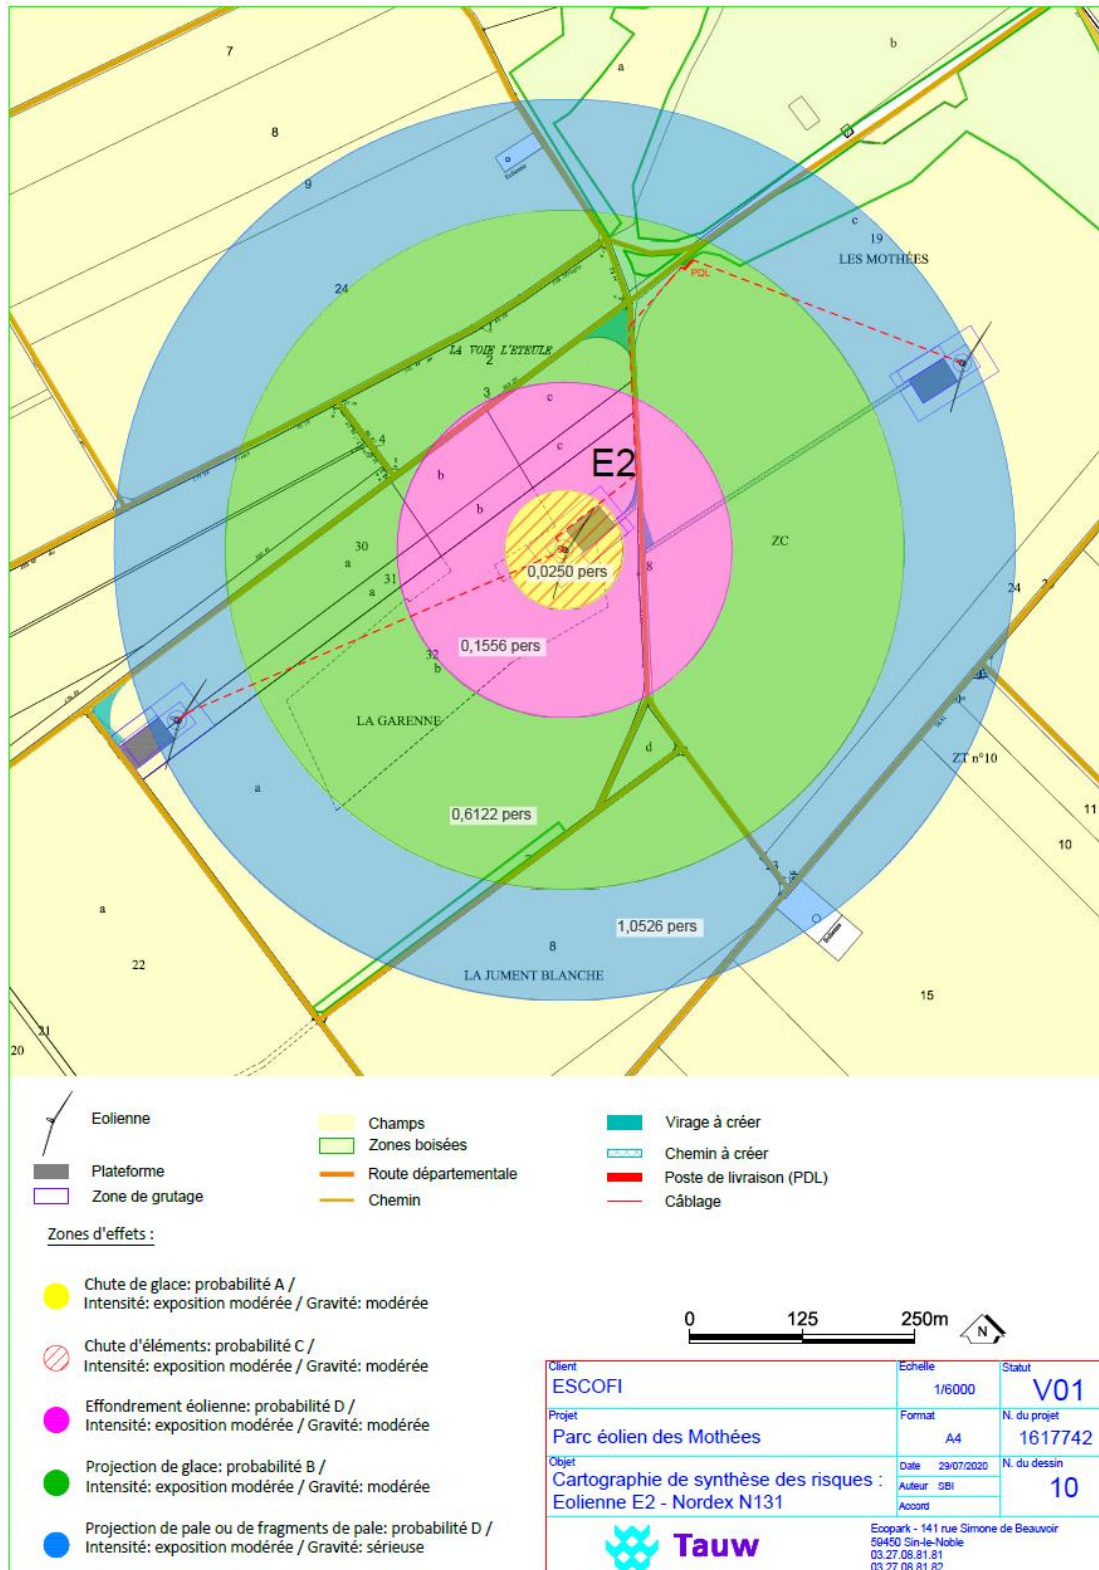 7
b
a
8
9
Eolienne
c
19
LES MOTHÉES
24
PDL
1
LA VOIE L'ETEULE
2
3
c
4
c
E2
b
b
ZC
30
a
31
a
0,0250 pers
8
24
0,1556 pers
32
b
LA GARENNE
d
ZT n°10
a
11
0,6122 pers
10
23
a
1,0526 pers
Eolienne
8
22
LA JUMENT BLANCHE
15
21
20
Eolienne
Plateforme
Zone de grutage
Champs
Zones boisées
Route départementale
Chemin
Virage à créer
Chemin à créer
Poste de livraison (PDL)
Câblage
Zones d'effets :
Chute de glace: probabilité A /
Intensité: exposition modérée / Gravité: modérée
Chute d'éléments: probabilité C /
Intensité: exposition modérée / Gravité: modérée
Effondrement éolienne: probabilité D /
Intensité: exposition modérée / Gravité: modérée
Projection de glace: probabilité B /
Intensité: exposition modérée / Gravité: modérée
Projection de pale ou de fragments de pale: probabilité D /
Intensité: exposition modérée / Gravité: sérieuse
0 125 250m
N
Client
ESCOFI
Echelle
1/6000
Statut
V01
Projet
Parc éolien des Mothées
Format
A4
N. du projet
1617742
Objet
Cartographie de synthèse des risques :
Eolienne E2 - Nordex N131
Date 29/07/2020
Auteur SBI
Accord
N. du dessin
10
Tauw
Ecopark - 141 rue Simone de Beauvoir
59450 Sin-le-Noble
03.27.08.81.81
03.27.08.81.82